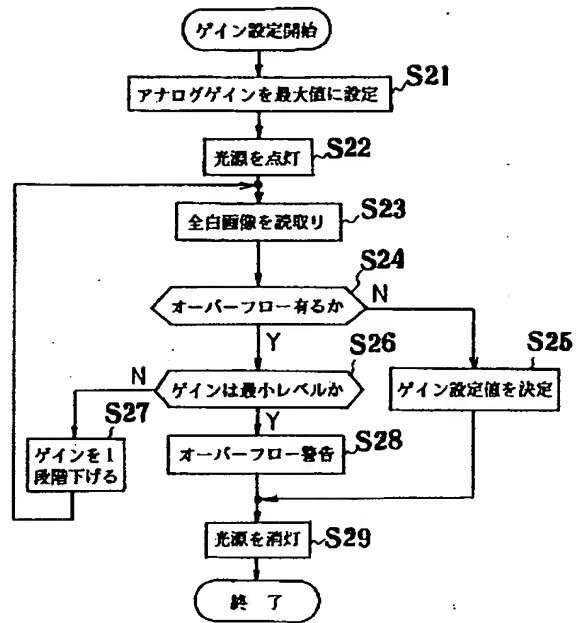 ゲイン設定開始
S21
アナログゲインを最大値に設定
光源を点灯
S22
S23
全白画像を読取り
S24
オーバーフロー有るか
N
Y
S26
S25
N
ゲインは最小レベルか
ゲイン設定値を決定
S27
Y
ゲインを1
段階下げる
S28
オーバーフロー警告
光源を消灯
S29
終 了